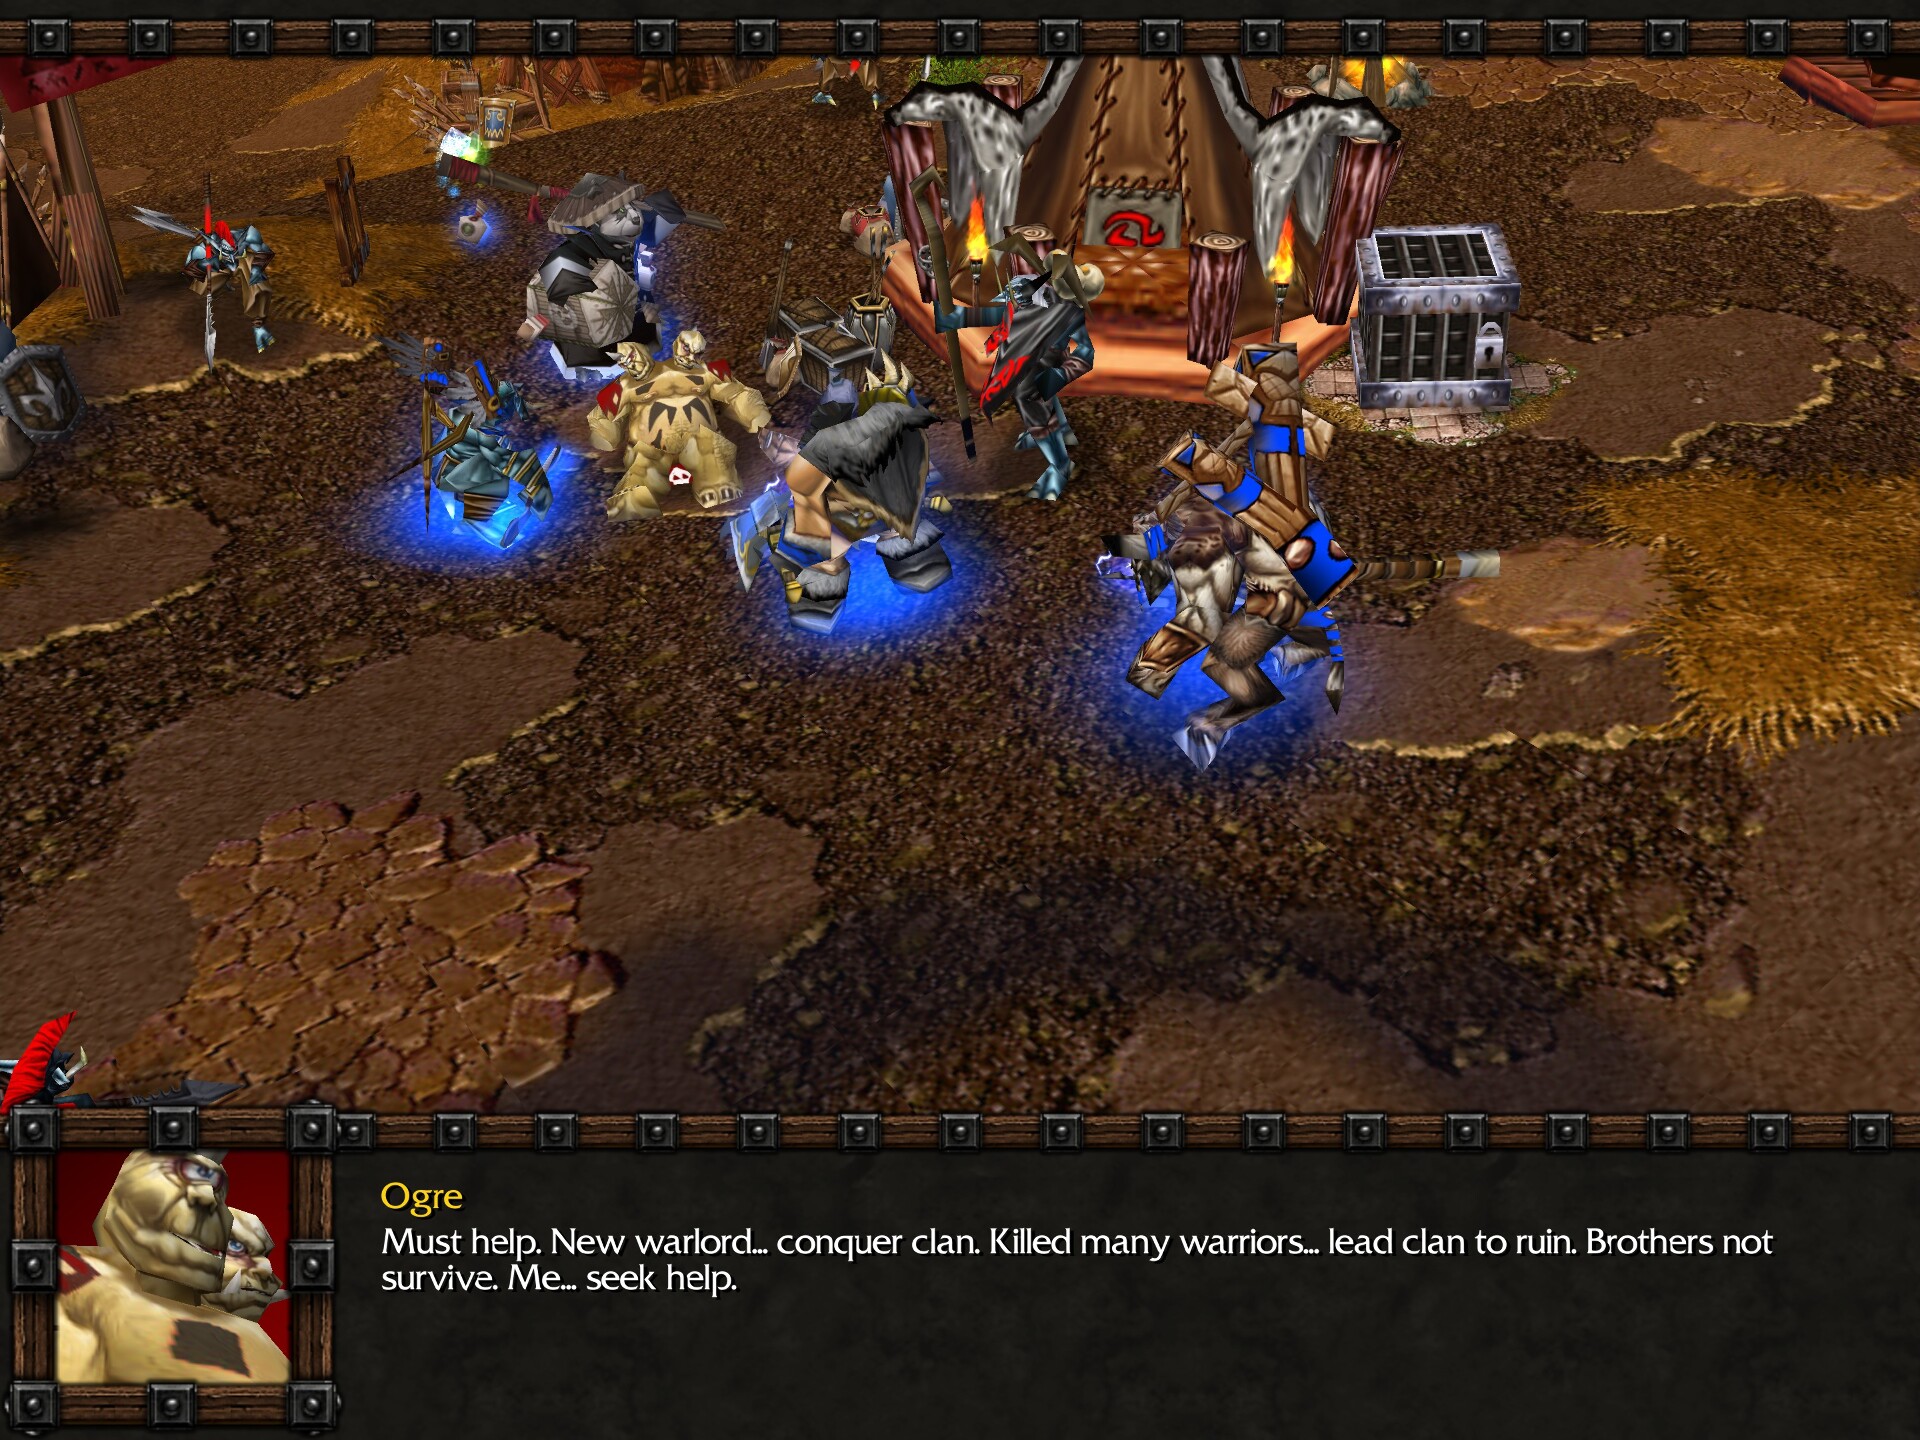 Ogre
Must help. New warlord... conquer clan. Killed many warriors... lead clan to ruin. Brothers not
survive. Me... seek help.